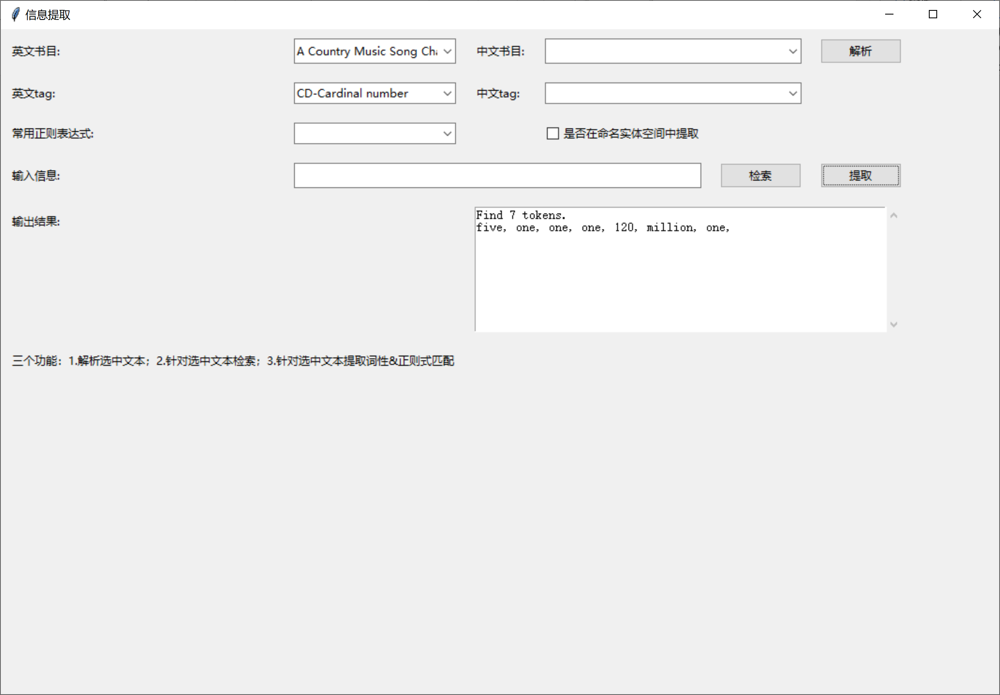 信息提取
英文书目: A Country Music Song Cha 中文书目: 解析
英文tag: CD-Cardinal number 中文tag:
常用正则表达式: 是否在命名实体空间中提取
输入信息: 检索 提取
输出结果:
Find 7 tokens.
five, one, one, one, 120, million, one,
三个功能：1.解析选中文本；2.针对选中文本检索；3.针对选中文本提取词性&正则式匹配